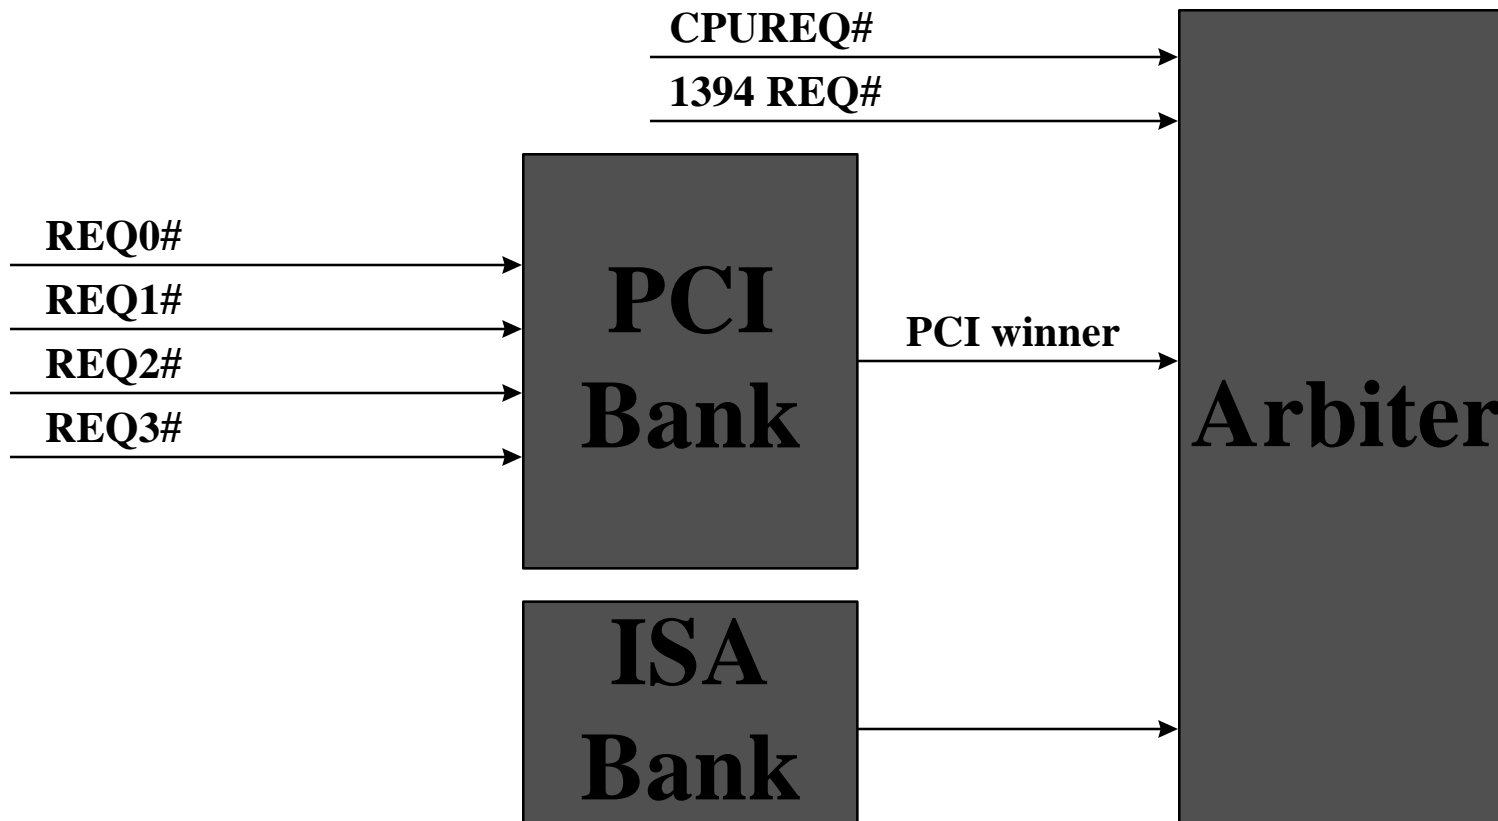 CPUREQ#
1394 REQ#
REQ0#
REQ1#
REQ2#
REQ3#
PCI
Bank
PCI winner
Arbiter
ISA
Bank